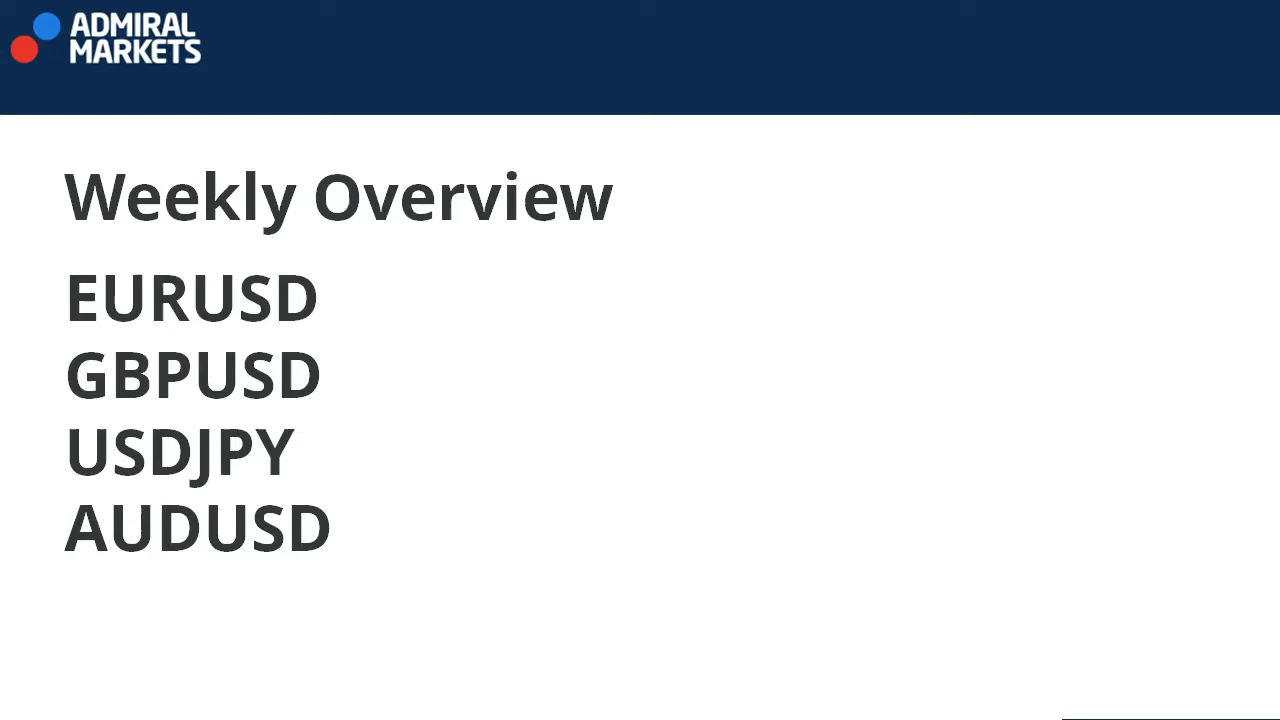 ADMIRAL
MARKETS
Weekly Overview
EURUSD
GBPUSD
USDJPY
AUDUSD